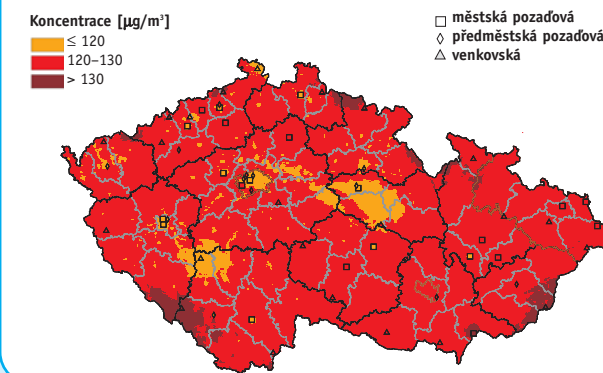 Koncentrace [µg/m³]
≤ 120
120–130
> 130
městská pozaďová
předměstská pozaďová
venkovská